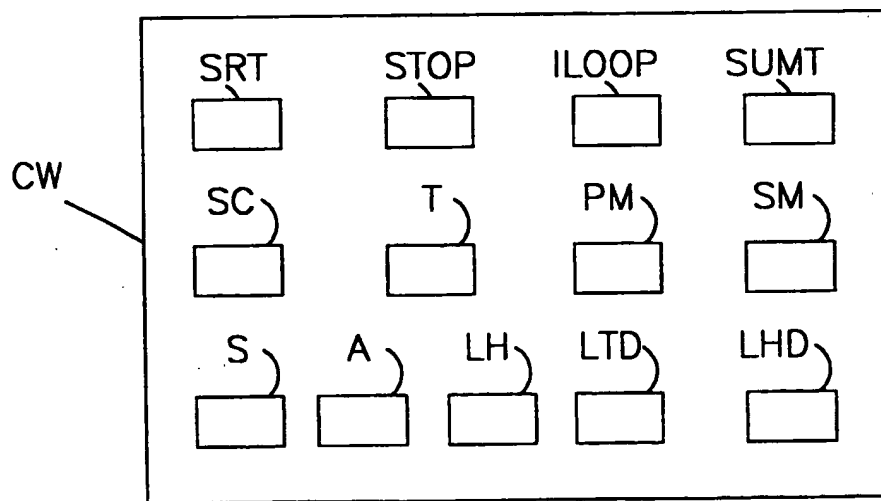 SRT STOP ILOOP SUMT
CW
SC T PM SM
S A LH LTD LHD